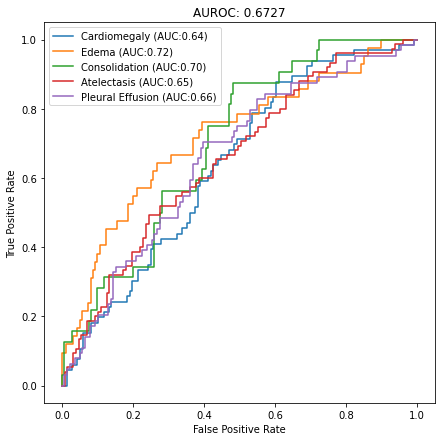 AUROC: 0.6727
Cardiomegaly (AUC:0.64)
Edema (AUC:0.72)
Consolidation (AUC:0.70)
Atelectasis (AUC:0.65)
Pleural Effusion (AUC:0.66)
True Positive Rate
1.0
0.8
0.6
0.4
0.2
0.0
0.0 0.2 0.4 0.6 0.8 1.0
False Positive Rate